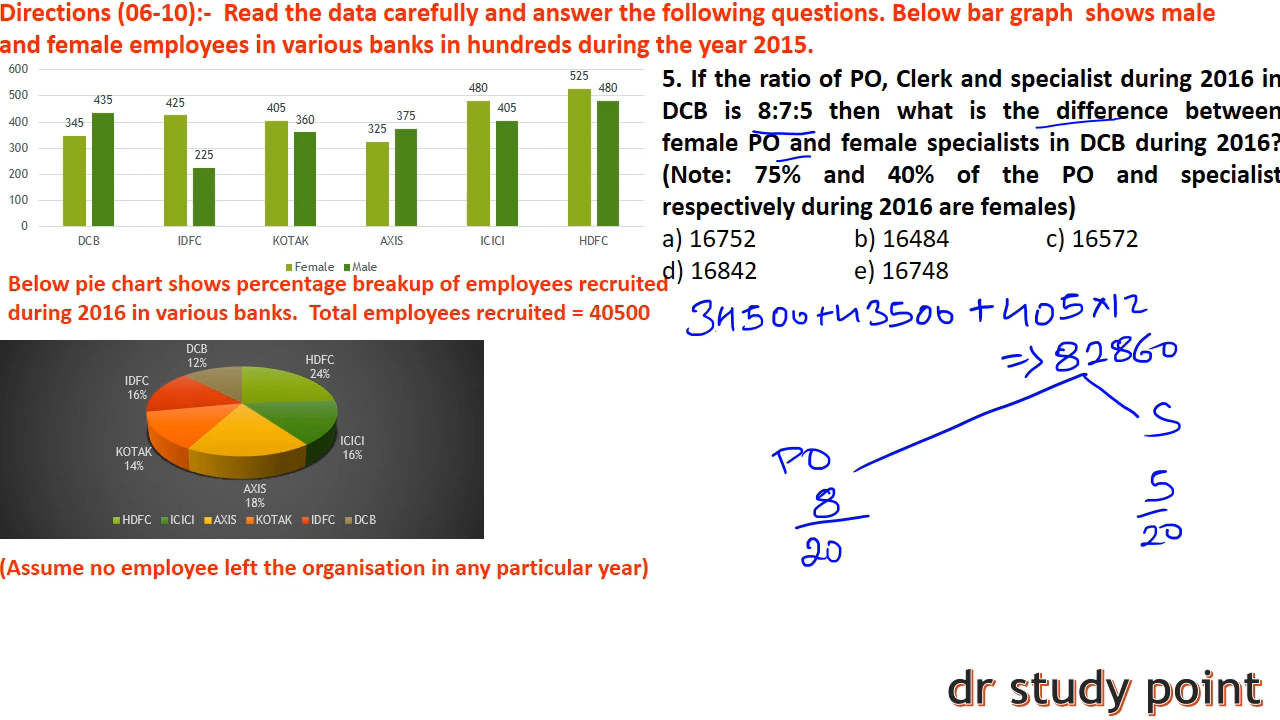 Directions (06-10):- Read the data carefully and answer the following questions. Below bar graph shows male
and female employees in various banks in hundreds during the year 2015.
600
500
400
300
200
100
0
345
435
425
225
405
360
325
375
480
405
525
480
DCB
IDFC
KOTAK
AXIS
ICICI
HDFC
Female Male
Below pie chart shows percentage breakup of employees recruited
during 2016 in various banks. Total employees recruited = 40500
DCB
12%
HDFC
24%
IDFC
16%
ICICI
16%
KOTAK
14%
AXIS
18%
HDFC ICICI AXIS KOTAK IDFC DCB
(Assume no employee left the organisation in any particular year)
5. If the ratio of PO, Clerk and specialist during 2016 in
DCB is 8:7:5 then what is the difference between
female PO and female specialists in DCB during 2016?
(Note: 75% and 40% of the PO and specialist
respectively during 2016 are females)
a) 16752 b) 16484 c) 16572
d) 16842 e) 16748
34500+43500 + 405×12
=> 82860
PO
8
20
S
5
20
dr study point